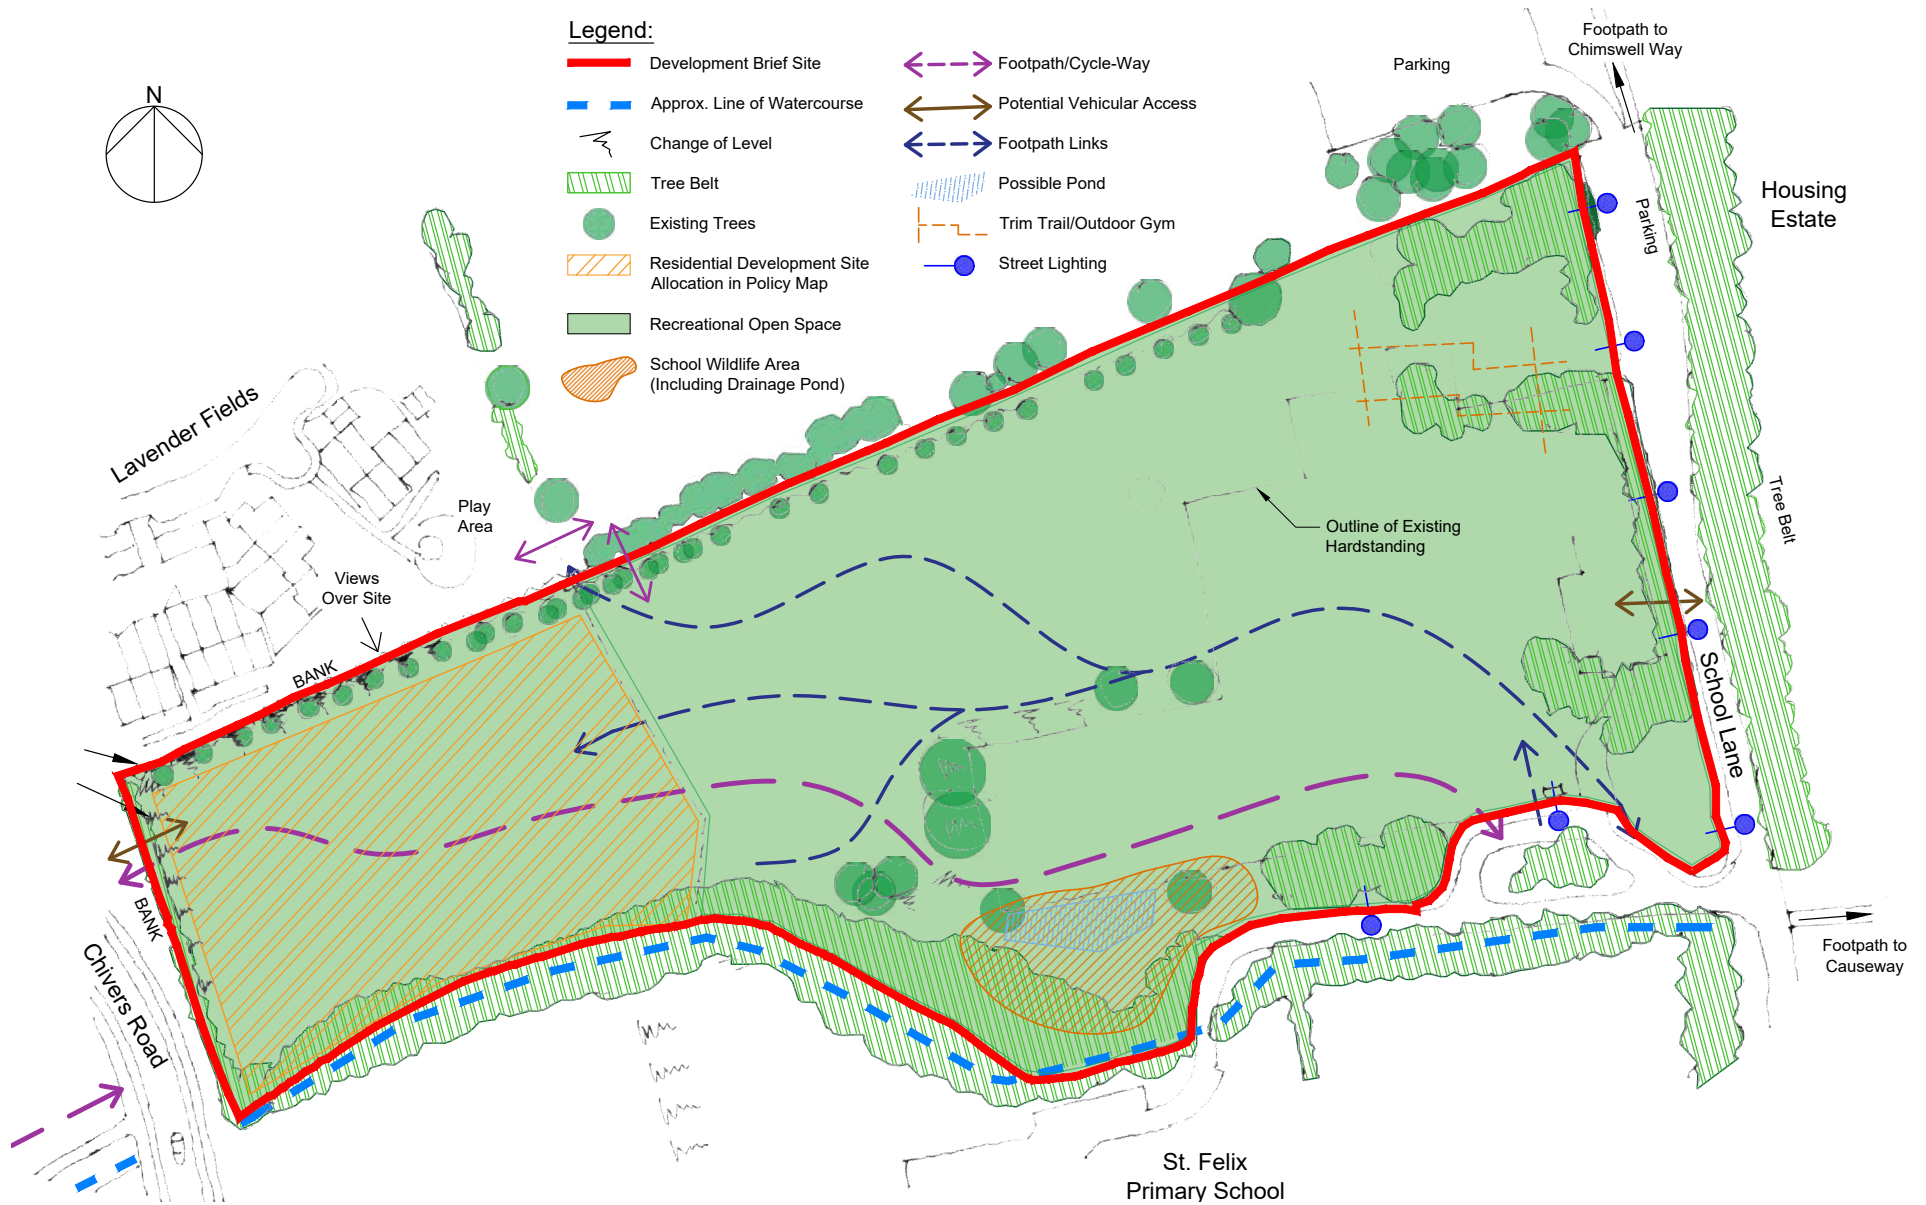 Legend:
Development Brief Site
Approx. Line of Watercourse
Change of Level
Tree Belt
Existing Trees
Residential Development Site
Allocation in Policy Map
Recreational Open Space
School Wildlife Area
(Including Drainage Pond)
Footpath/Cycle-Way
Potential Vehicular Access
Footpath Links
Possible Pond
Trim Trail/Outdoor Gym
Street Lighting
N
Parking
Footpath to
Chimswell Way
Housing
Estate
Parking
Lavender Fields
Play
Area
Views
Over Site
BANK
Outline of Existing
Hardstanding
Tree Belt
School Lane
BANK
Chivers Road
Footpath to
Causeway
St. Felix
Primary School